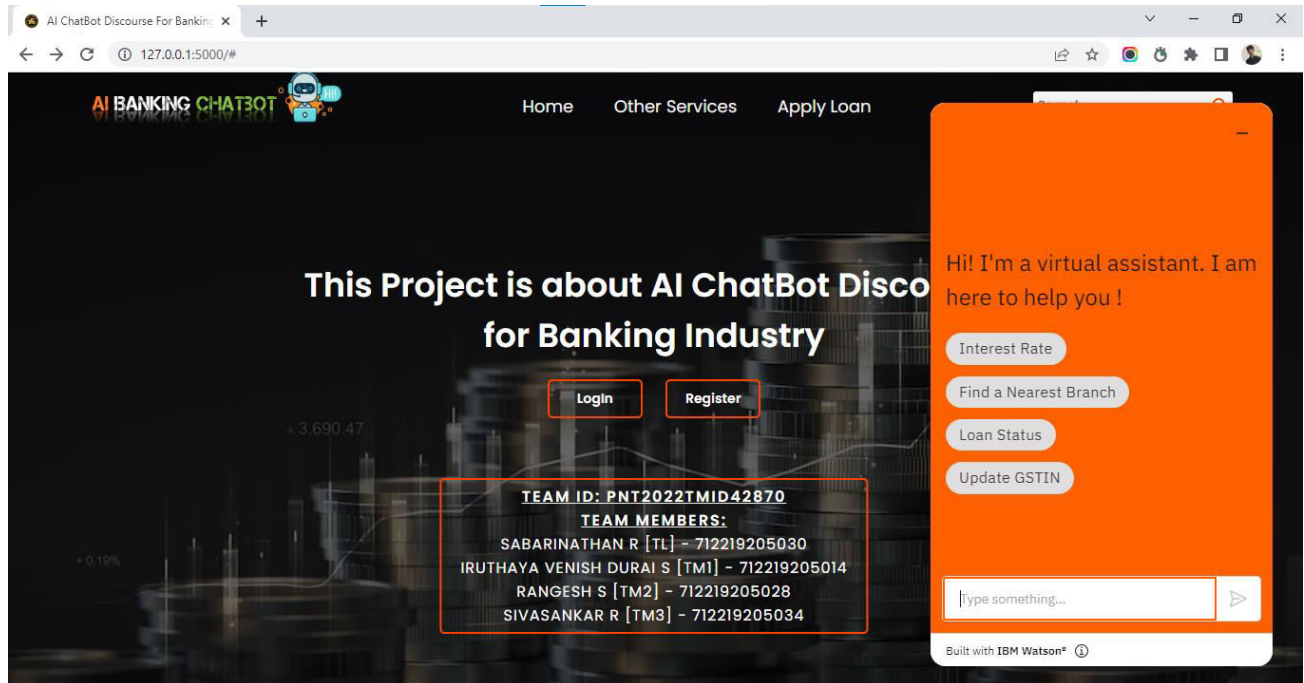 AI ChatBot Discourse For Banking
127.0.0.1:5000/#
AI BANKING CHATBOT
HI!
Home Other Services Apply Loan
This Project is about AI ChatBot Disco
for Banking Industry
LogIn Register
3,690.47
+ 0.19%
TEAM ID: PNT2022TMID42870
TEAM MEMBERS:
SABARINATHAN R [TL] - 712219205030
IRUTHAYA VENISH DURAI S [TM1] - 712219205014
RANGESH S [TM2] - 712219205028
SIVASANKAR R [TM3] - 712219205034
Hi! I'm a virtual assistant. I am
here to help you !
Interest Rate
Find a Nearest Branch
Loan Status
Update GSTIN
Type something...
Built with IBM Watson®